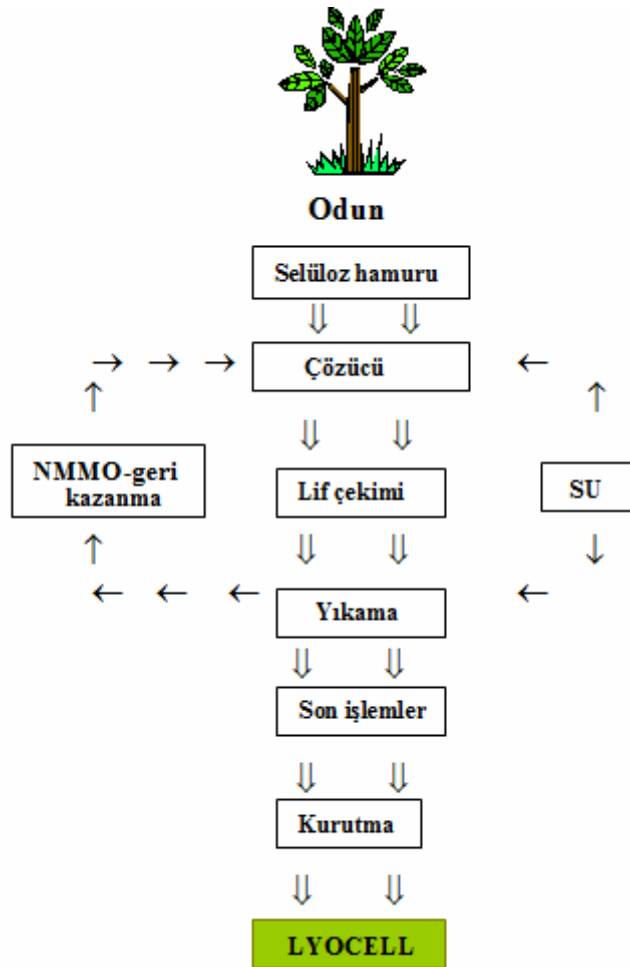 Odun
Selüloz hamuru
Çözücü
NMMO-geri
kazanma
Lif çekimi
SU
Yıkama
Son işlemler
Kurutma
LYOCELL